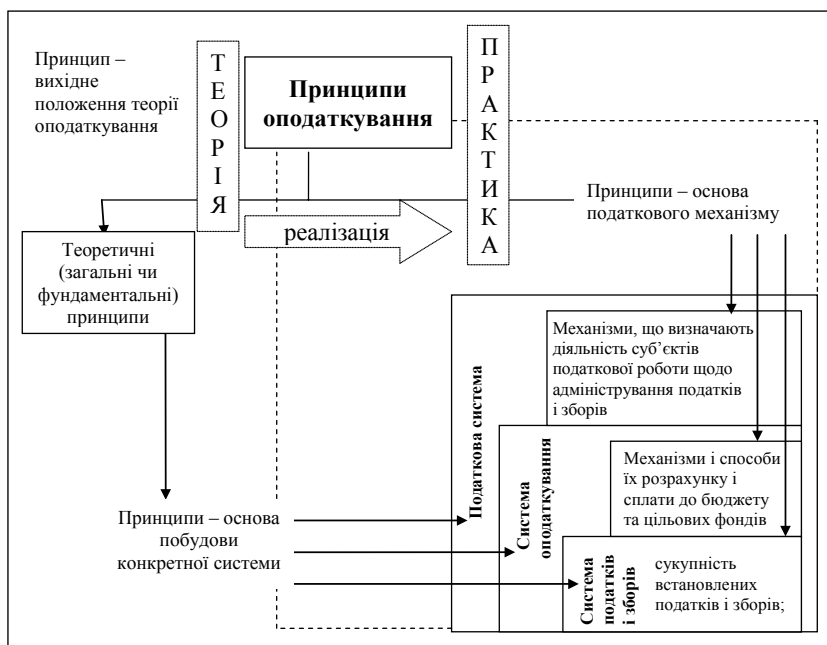 Принцип –
вихідне
положення теорії
оподаткування
ТЕОРІЯ
Принципи
оподаткування
ПРАКТИКА
реалізація
Принципи – основа
податкового механізму
Теоретичні
(загальні чи
фундаментальні)
принципи
Механізми, що визначають
діяльність суб’єктів
податкової роботи щодо
адміністрування податків
і зборів
Податкова система
Система
оподаткування
Механізми і способи
їх розрахунку і
сплати до бюджету
та цільових фондів
Принципи – основа
побудови
конкретної системи
Система
податків
і зборів
сукупність
встановлених
податків і зборів;